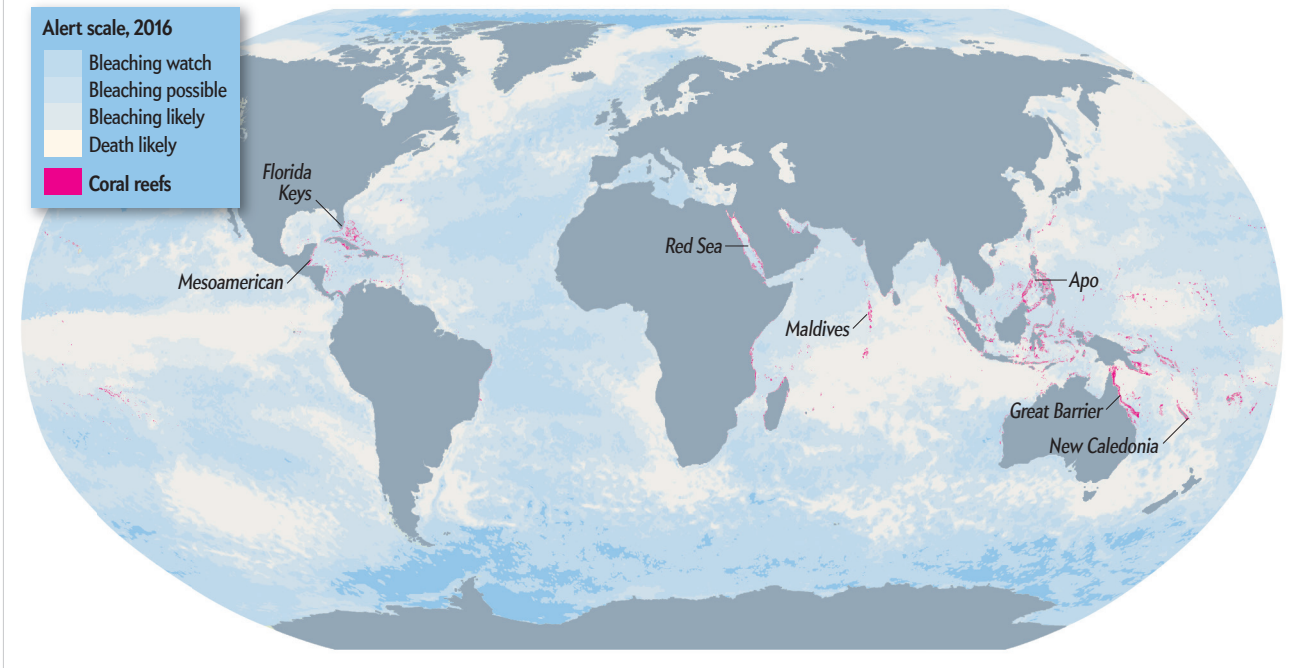 Alert scale, 2016
Bleaching watch
Bleaching possible
Bleaching likely
Death likely
Coral reefs
Florida
Keys
Mesoamerican
Red Sea
Maldives
Apo
Great Barrier
New Caledonia